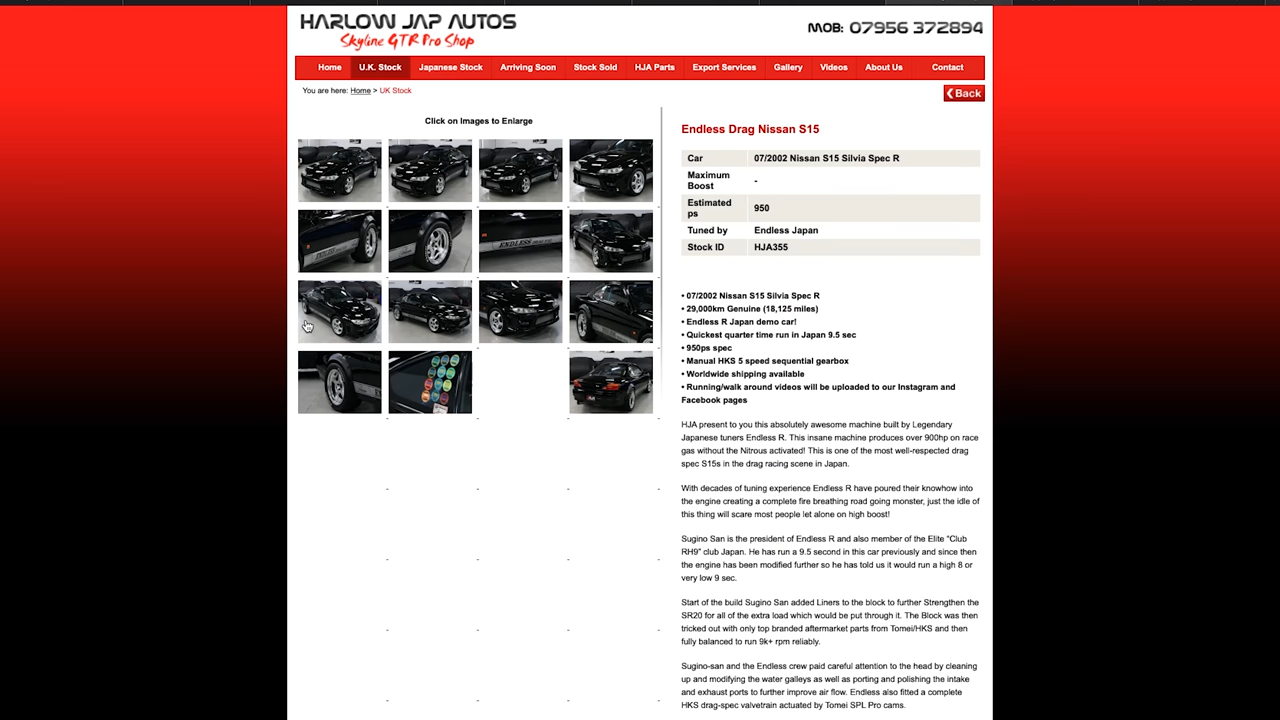 HARLOW JAP AUTOS
Skyline GTR Pro Shop
MOB: 07956 372894
Home U.K. Stock Japanese Stock Arriving Soon Stock Sold HJA Parts Export Services Gallery Videos About Us Contact
You are here: Home > UK Stock
Back
Click on Images to Enlarge
Endless Drag Nissan S15
Car 07/2002 Nissan S15 Silvia Spec R
Maximum Boost -
Estimated ps 950
Tuned by Endless Japan
Stock ID HJA355
ENDLESS
• 07/2002 Nissan S15 Silvia Spec R
• 29,000km Genuine (18,125 miles)
• Endless R Japan demo car!
• Quickest quarter time run in Japan 9.5 sec
• 950ps spec
• Manual HKS 5 speed sequential gearbox
• Worldwide shipping available
• Running/walk around videos will be uploaded to our Instagram and
Facebook pages
HJA present to you this absolutely awesome machine built by Legendary
Japanese tuners Endless R. This insane machine produces over 900hp on race
gas without the Nitrous activated! This is one of the most well-respected drag
spec S15s in the drag racing scene in Japan.
With decades of tuning experience Endless R have poured their knowhow into
the engine creating a complete fire breathing road going monster, just the idle of
this thing will scare most people let alone on high boost!
Sugino San is the president of Endless R and also member of the Elite "Club
RH9" club Japan. He has run a 9.5 second in this car previously and since then
the engine has been modified further so he has told us it would run a high 8 or
very low 9 sec.
Start of the build Sugino San added Liners to the block to further Strengthen the
SR20 for all of the extra load which would be put through it. The Block was then
tricked out with only top branded aftermarket parts from Tomei/HKS and then
fully balanced to run 9k+ rpm reliably.
Sugino-san and the Endless crew paid careful attention to the head by cleaning
up and modifying the water galleys as well as porting and polishing the intake
and exhaust ports to further improve air flow. Endless also fitted a complete
HKS drag-spec valvetrain actuated by Tomei SPL Pro cams.